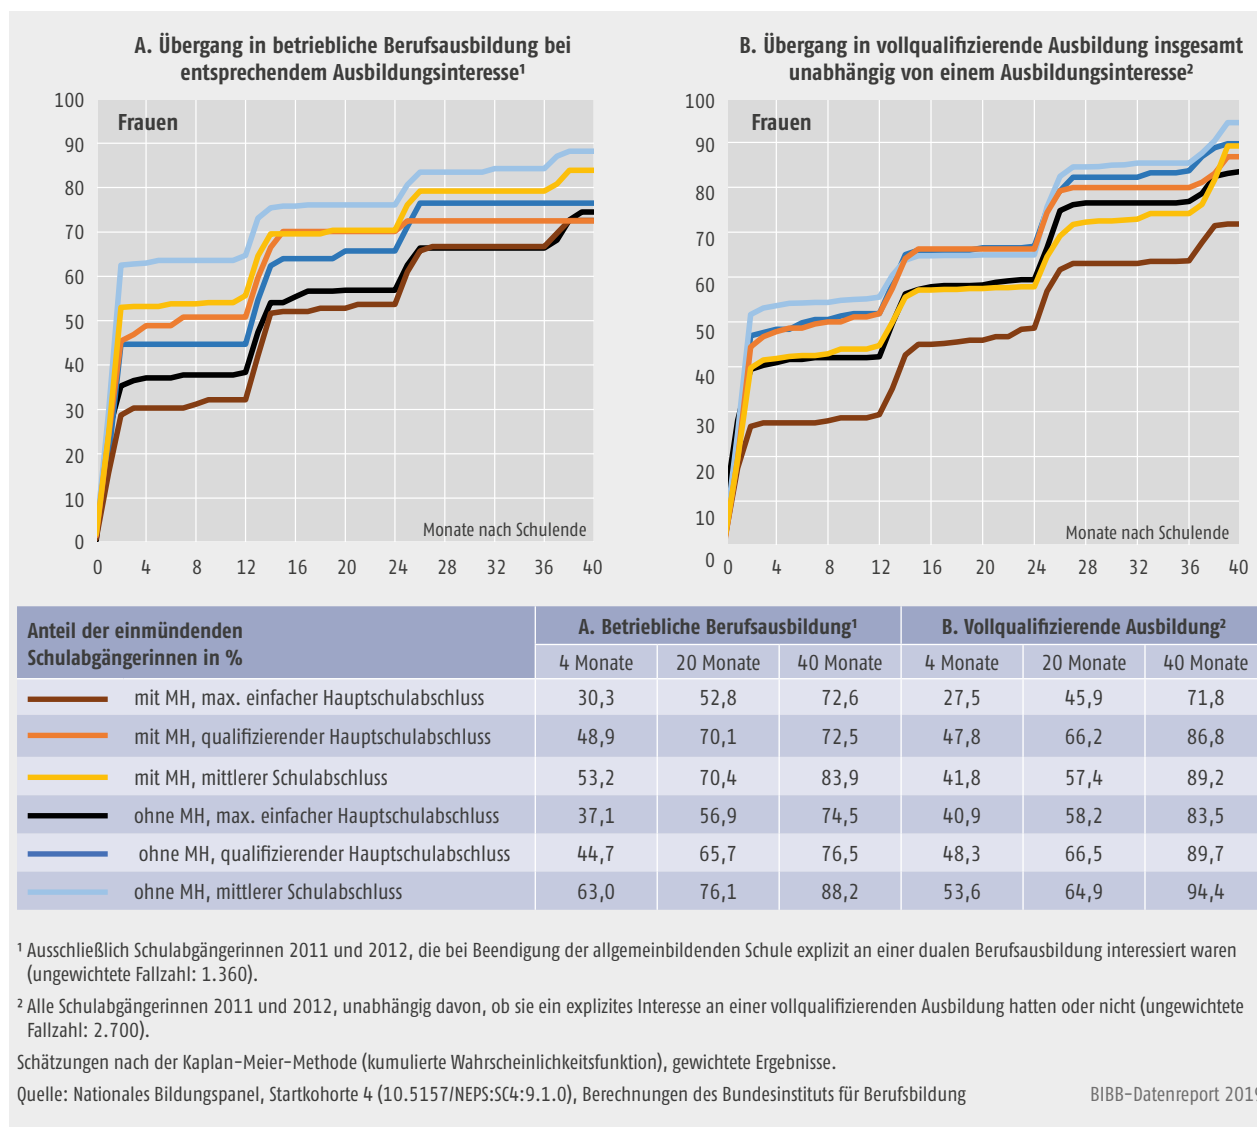 A. Übergang in betriebliche Berufsausbildung bei
entsprechendem Ausbildungsinteresse¹
100
90
80
70
60
50
40
30
20
10
0
Frauen
Monate nach Schulende
0 4 8 12 16 20 24 28 32 36 40
B. Übergang in vollqualifizierende Ausbildung insgesamt
unabhängig von einem Ausbildungsinteresse²
100
90
80
70
60
50
40
30
20
10
0
Frauen
Monate nach Schulende
0 4 8 12 16 20 24 28 32 36 40
Anteil der einmündenden
Schulabgängerinnen in %
A. Betriebliche Berufsausbildung¹ B. Vollqualifizierende Ausbildung²
4 Monate 20 Monate 40 Monate 4 Monate 20 Monate 40 Monate
mit MH, max. einfacher Hauptschulabschluss 30,3 52,8 72,6 27,5 45,9 71,8
mit MH, qualifizierender Hauptschulabschluss 48,9 70,1 72,5 47,8 66,2 86,8
mit MH, mittlerer Schulabschluss 53,2 70,4 83,9 41,8 57,4 89,2
ohne MH, max. einfacher Hauptschulabschluss 37,1 56,9 74,5 40,9 58,2 83,5
ohne MH, qualifizierender Hauptschulabschluss 44,7 65,7 76,5 48,3 66,5 89,7
ohne MH, mittlerer Schulabschluss 63,0 76,1 88,2 53,6 64,9 94,4
¹ Ausschließlich Schulabgängerinnen 2011 und 2012, die bei Beendigung der allgemeinbildenden Schule explizit an einer dualen Berufsausbildung interessiert waren
(ungewichtete Fallzahl: 1.360).
² Alle Schulabgängerinnen 2011 und 2012, unabhängig davon, ob sie ein explizites Interesse an einer vollqualifizierenden Ausbildung hatten oder nicht (ungewichtete
Fallzahl: 2.700).
Schätzungen nach der Kaplan-Meier-Methode (kumulierte Wahrscheinlichkeitsfunktion), gewichtete Ergebnisse.
Quelle: Nationales Bildungspanel, Startkohorte 4 (10.5157/NEPS:SC4:9.1.0), Berechnungen des Bundesinstituts für Berufsbildung BIBB-Datenreport 2019